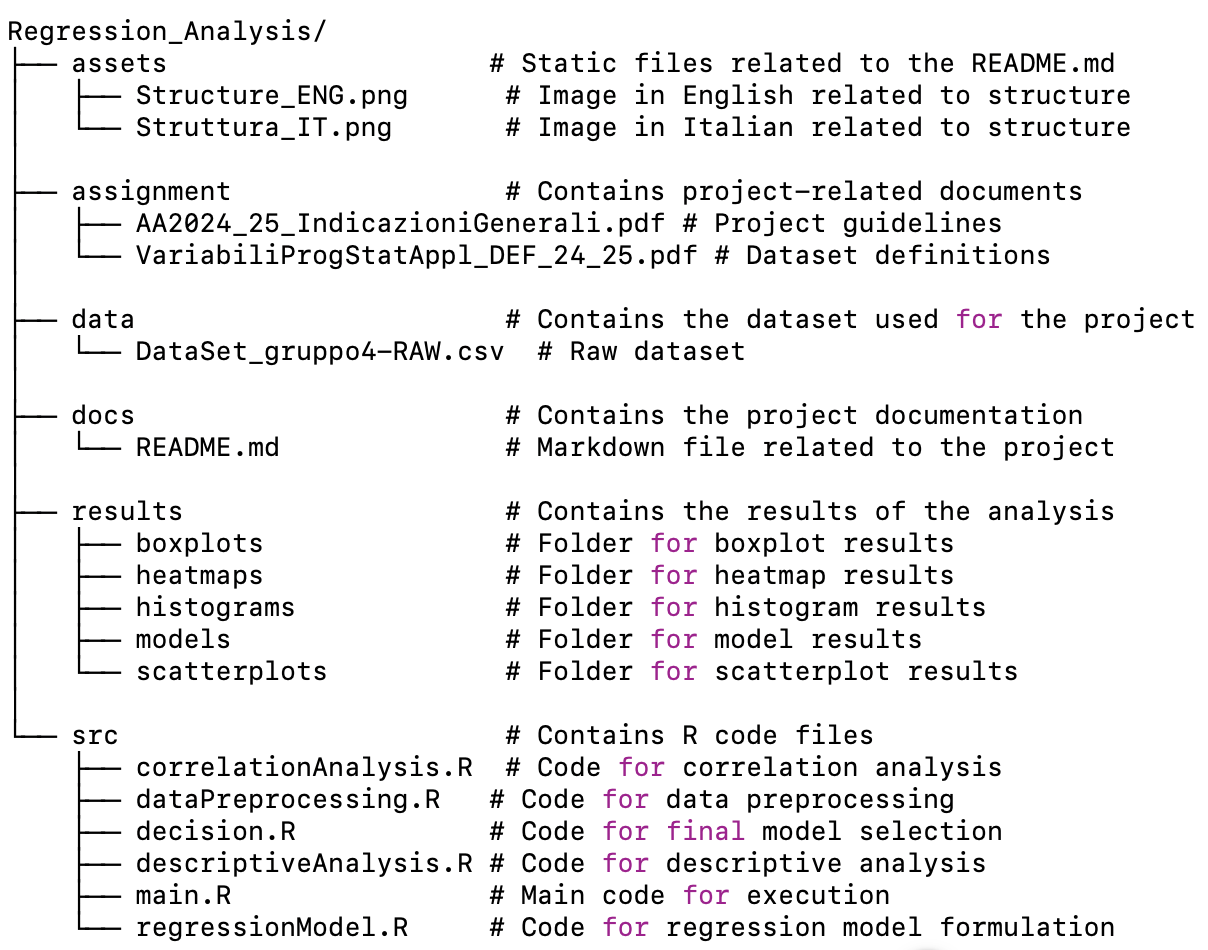 Regression_Analysis/
├── assets                    # Static files related to the README.md
│   ├── Structure_ENG.png      # Image in English related to structure
│   └── Struttura_IT.png       # Image in Italian related to structure
├── assignment                 # Contains project-related documents
│   ├── AA2024_25_IndicazioniGenerali.pdf # Project guidelines
│   └── VariabiliProgStatAppl_DEF_24_25.pdf # Dataset definitions
├── data                       # Contains the dataset used for the project
│   └── DataSet_gruppo4-RAW.csv  # Raw dataset
├── docs                       # Contains the project documentation
│   └── README.md              # Markdown file related to the project
├── results                    # Contains the results of the analysis
│   ├── boxplots               # Folder for boxplot results
│   ├── heatmaps               # Folder for heatmap results
│   ├── histograms             # Folder for histogram results
│   ├── models                 # Folder for model results
│   └── scatterplots           # Folder for scatterplot results
└── src                        # Contains R code files
    ├── correlationAnalysis.R  # Code for correlation analysis
    ├── dataPreprocessing.R   # Code for data preprocessing
    ├── decision.R            # Code for final model selection
    ├── descriptiveAnalysis.R # Code for descriptive analysis
    ├── main.R                # Main code for execution
    └── regressionModel.R     # Code for regression model formulation